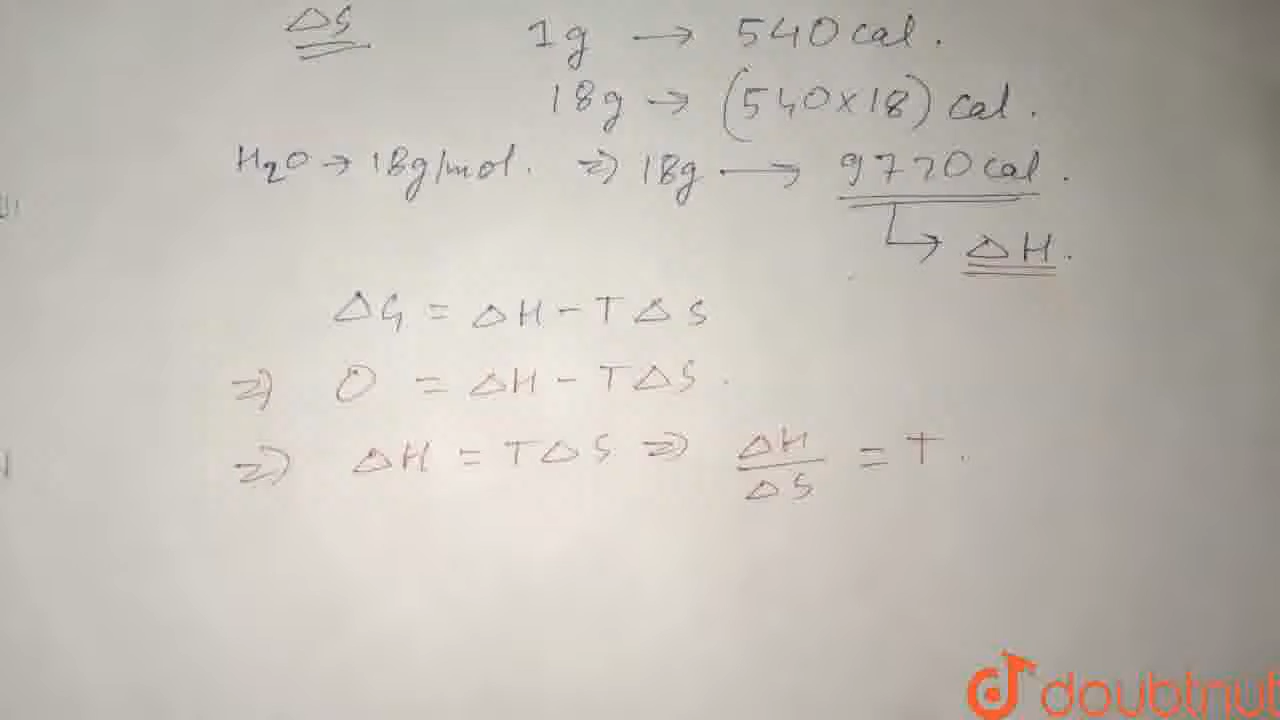 ΔS 1g → 540 cal.
18g → (540×18) cal.
H₂O → 18g/mol. ⇒ 18g → 9770 cal.
↳ ΔH.
ΔG = ΔH - TΔS
⇒ 0 = ΔH - TΔS.
⇒ ΔH = TΔS ⇒ ΔH/ΔS = T.
doubtnut